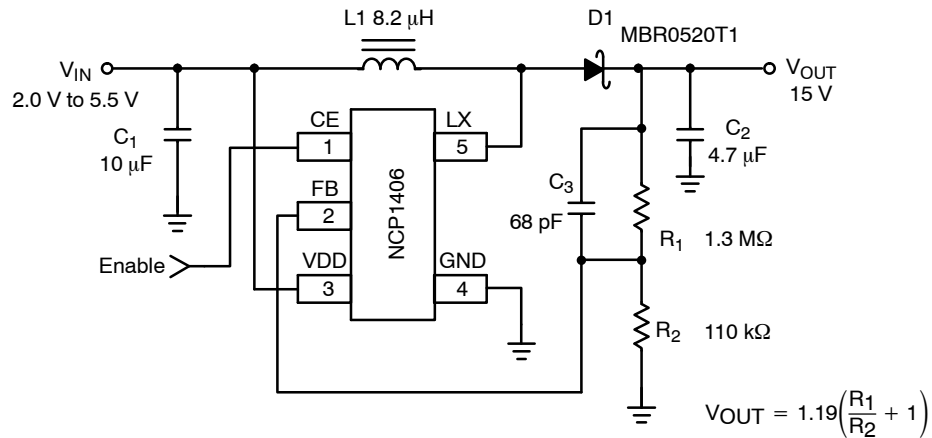 L1 8.2 μH
D1
MBR0520T1
VIN
2.0 V to 5.5 V
VOUT
15 V
C1
10 μF
CE
1
LX
5
C2
4.7 μF
FB
2
NCP1406
C3
68 pF
R1 1.3 MΩ
Enable
VDD
3
GND
4
R2 110 kΩ
VOUT = 1.19(R1/R2 + 1)